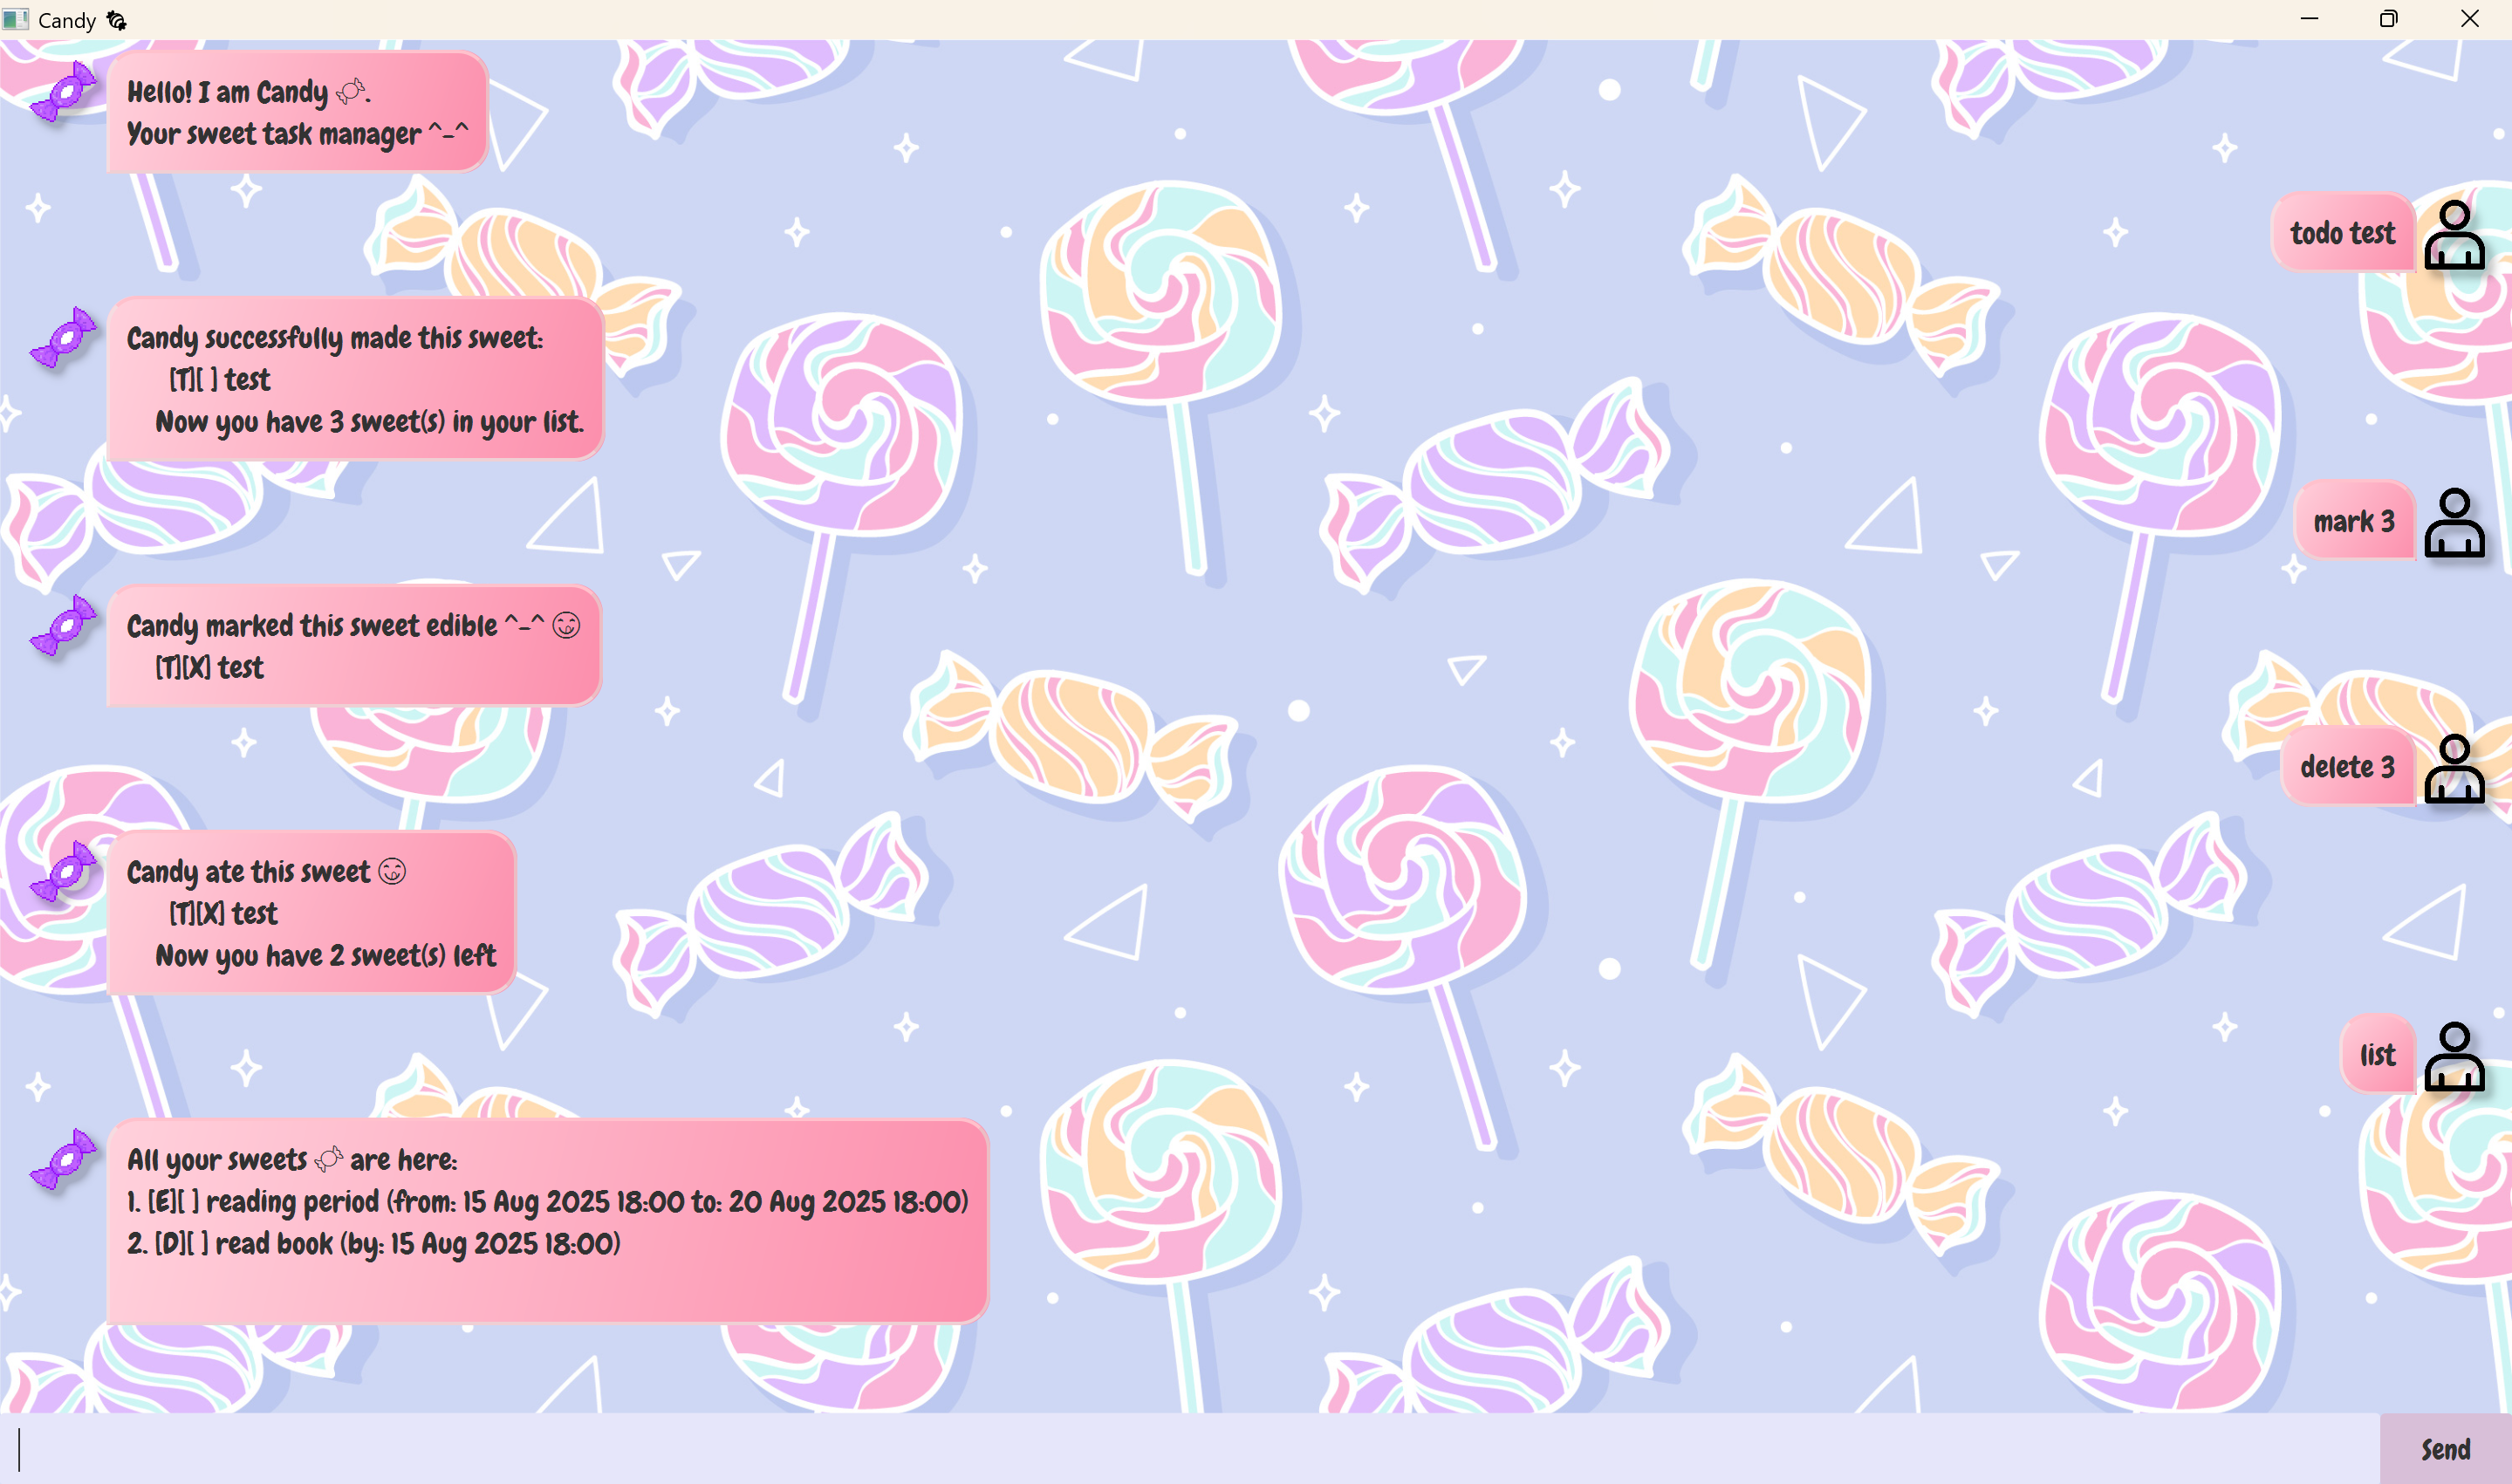 Candy 🍬
Hello! I am Candy 🍬.
Your sweet task manager ^-^
todo test
Candy successfully made this sweet:
[T][ ] test
Now you have 3 sweet(s) in your list.
mark 3
Candy marked this sweet edible ^-^ 😋
[T][X] test
delete 3
Candy ate this sweet 😋
[T][X] test
Now you have 2 sweet(s) left
list
All your sweets 🍬 are here:
1. [E][ ] reading period (from: 15 Aug 2025 18:00 to: 20 Aug 2025 18:00)
2. [D][ ] read book (by: 15 Aug 2025 18:00)
Send